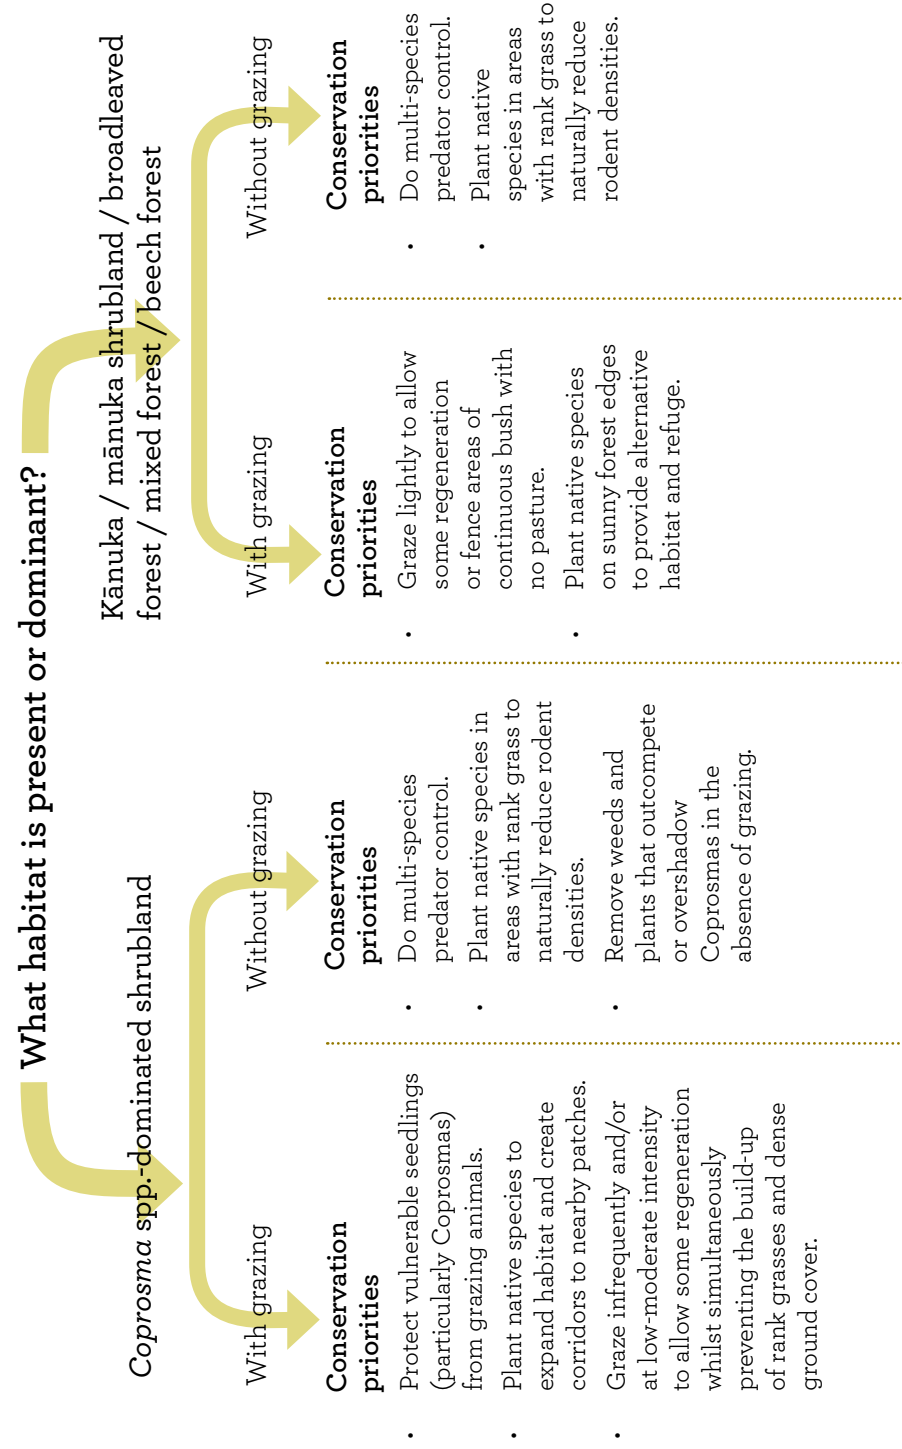 What habitat is present or dominant?
Coprosma spp.-dominated shrubland
With grazing
Conservation
priorities
• Protect vulnerable seedlings
(particularly Coprosmas)
from grazing animals.
• Plant native species to
expand habitat and create
corridors to nearby patches.
• Graze infrequently and/or
at low-moderate intensity
to allow some regeneration
whilst simultaneously
preventing the build-up
of rank grasses and dense
ground cover.
Without grazing
Conservation
priorities
• Do multi-species
predator control.
• Plant native species in
areas with rank grass to
naturally reduce rodent
densities.
• Remove weeds and
plants that outcompete
or overshadow
Coprosmas in the
absence of grazing.
Kānuka / mānuka shrubland / broadleaved
forest / mixed forest / beech forest
With grazing
Conservation
priorities
• Graze lightly to allow
some regeneration
or fence areas of
continuous bush with
no pasture.
• Plant native species
on sunny forest edges
to provide alternative
habitat and refuge.
Without grazing
Conservation
priorities
• Do multi-species
predator control.
• Plant native
species in areas
with rank grass to
naturally reduce
rodent densities.